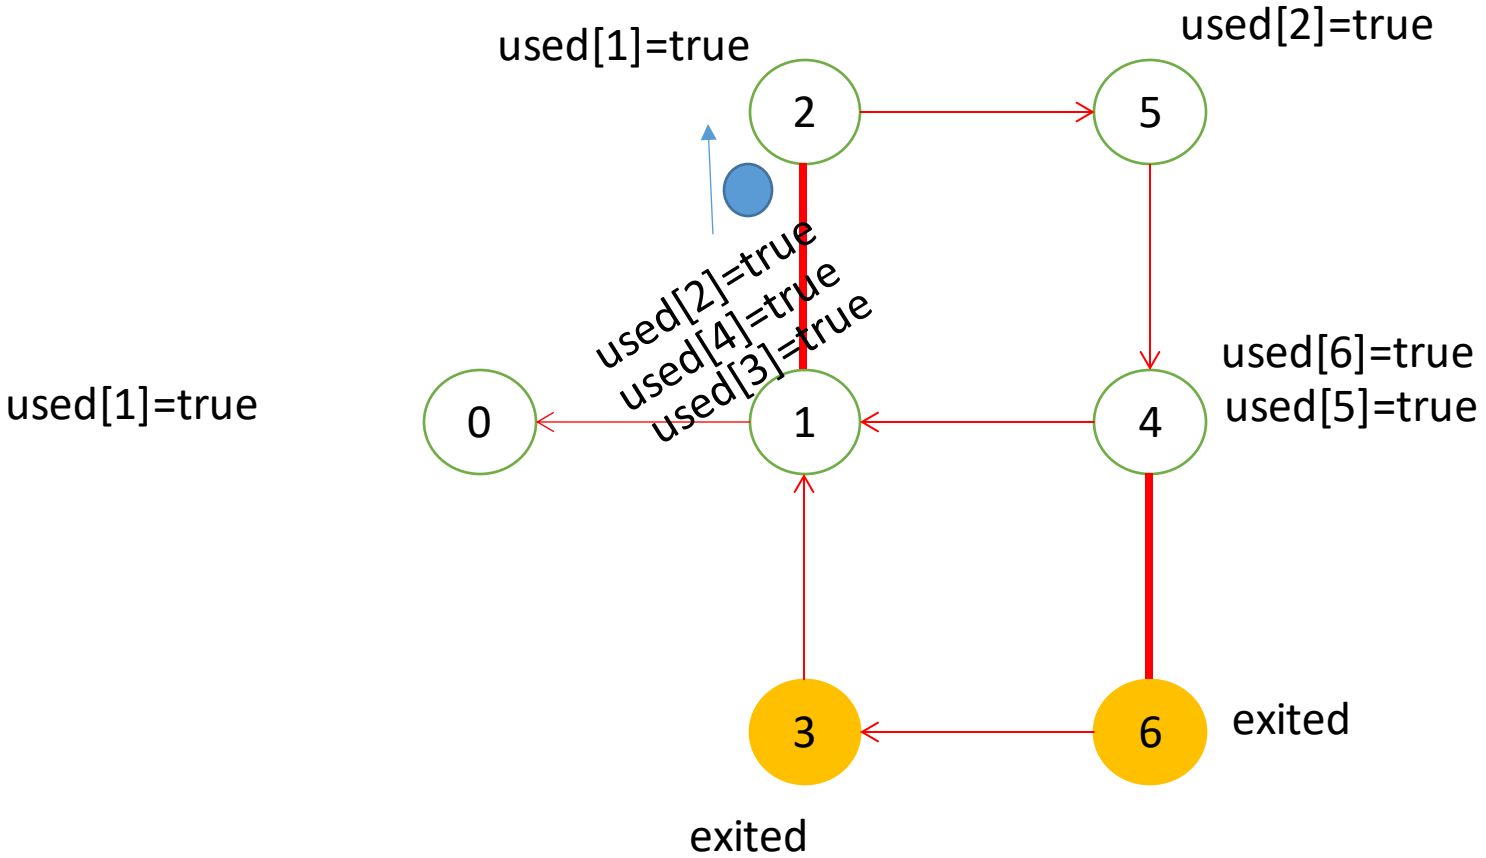 used[2]=true
used[1]=true
2
5
used[2]=true
used[4]=true
used[3]=true
used[6]=true
used[5]=true
used[1]=true
0
1
4
3
6
exited
exited